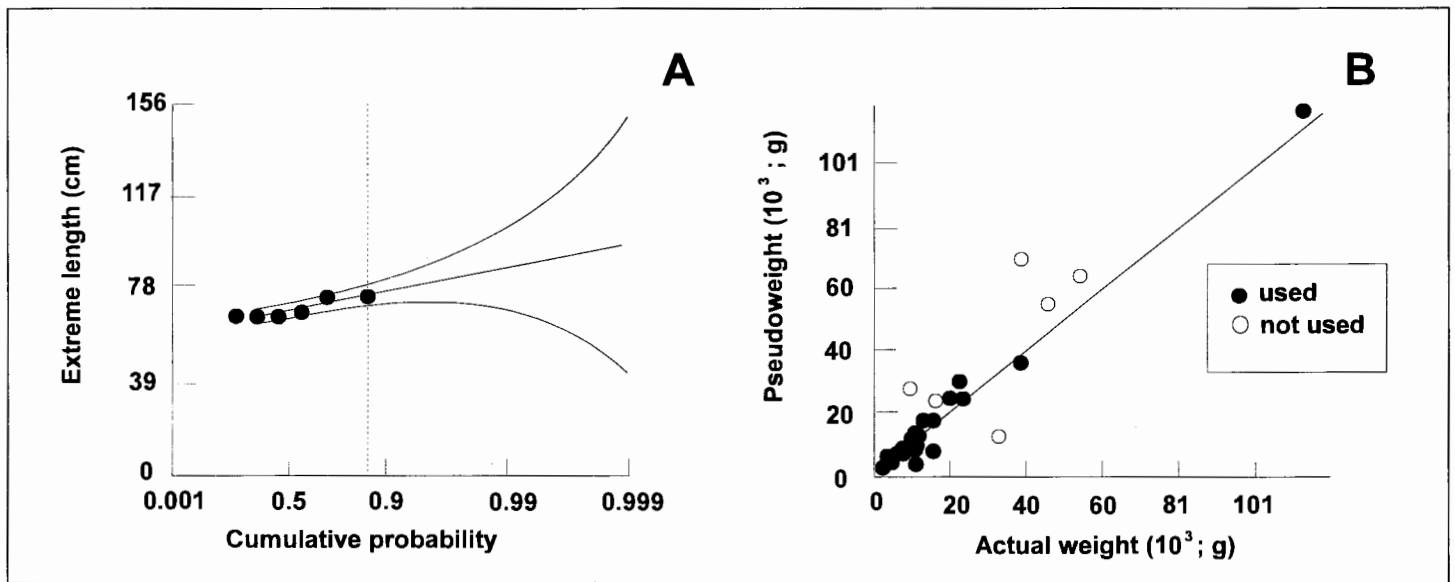 A
156
117
78
39
0
Extreme length (cm)
0.001 0.5 0.9 0.99 0.999
Cumulative probability
B
101
81
60
40
20
0
Pseudoweight (10³ ; g)
0 20 40 60 81 101
Actual weight (10³ ; g)
used
not used